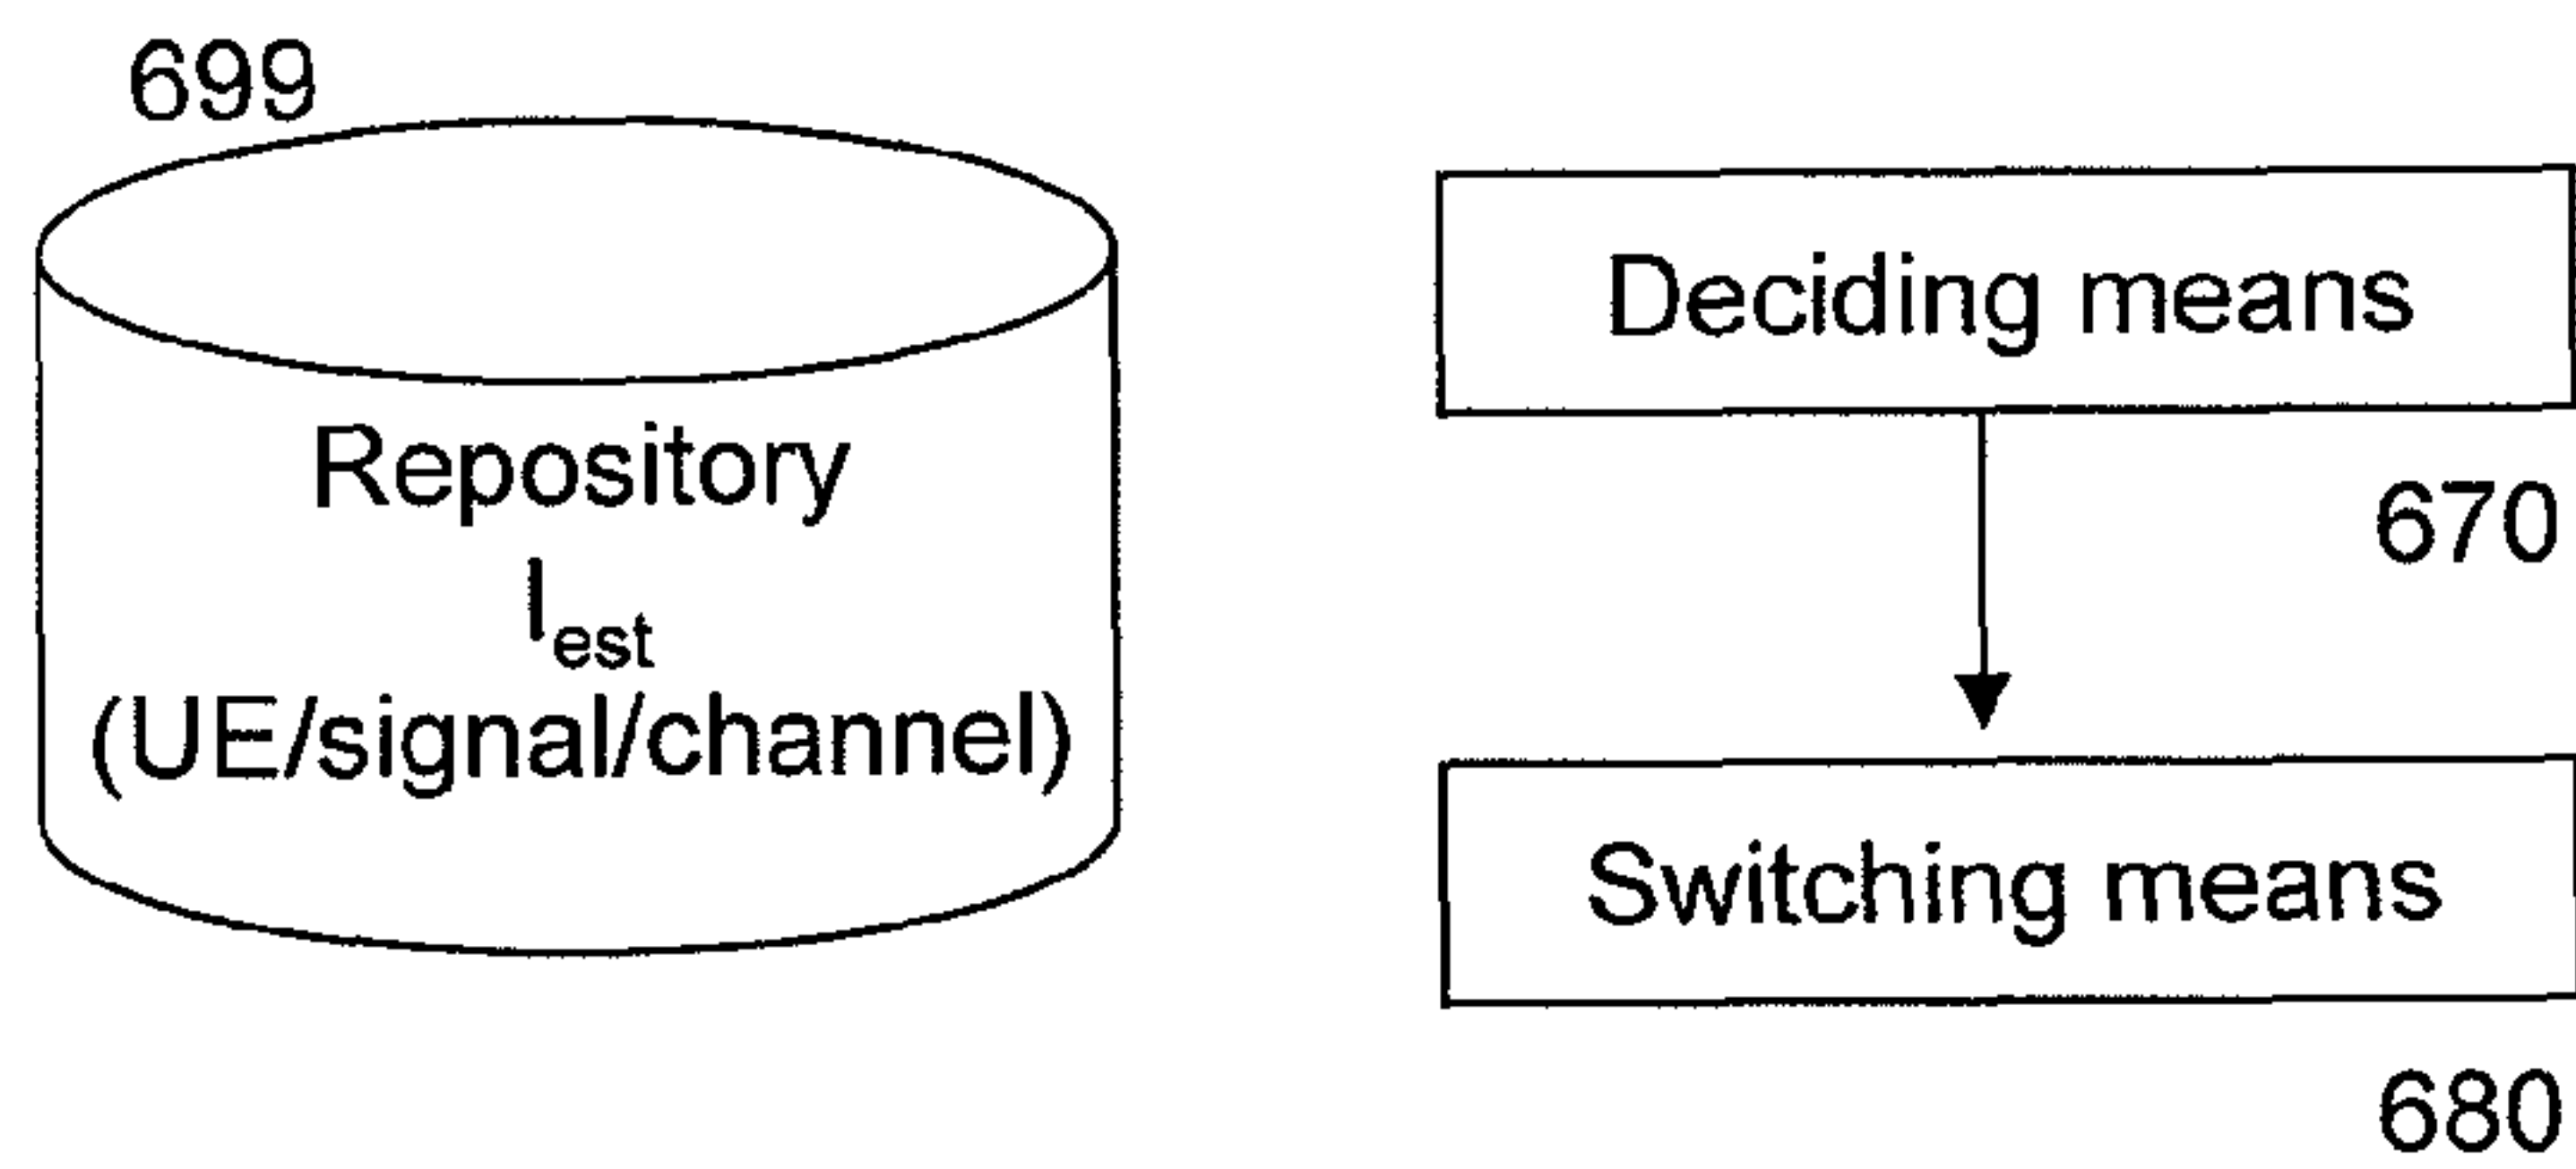 699
Repository
Iest
(UE/signal/channel)
Deciding means
670
Switching means
680